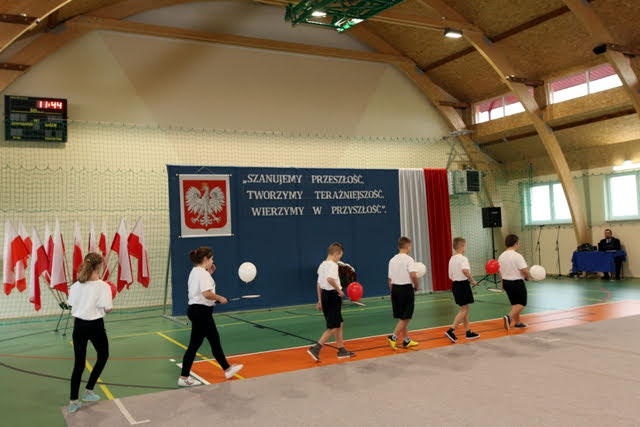 11:44
„SZANUJEMY PRZESZŁOŚĆ,
TWORZYMY TERAŹNIEJSZOŚĆ,
WIERZYMY W PRZYSZŁOŚĆ”.